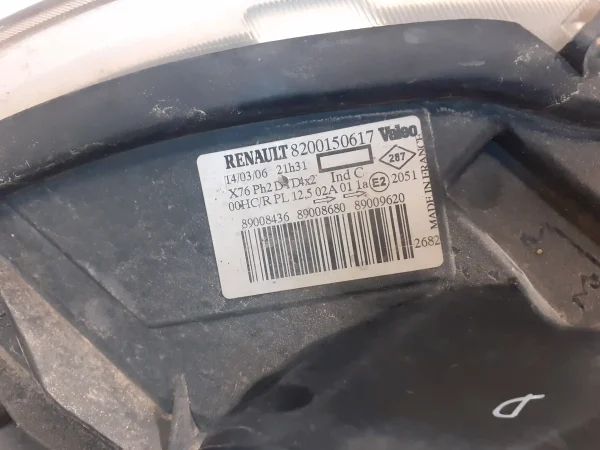 RENAULT 8200150617 Valeo
14/03/06 21h31 287
X76 Ph2 D TD4x2 Ind C
00HC/R PL 12.5 02A 01 1a E2 2051
89008436 89008680 89009620
2682
MADE IN FRANCE